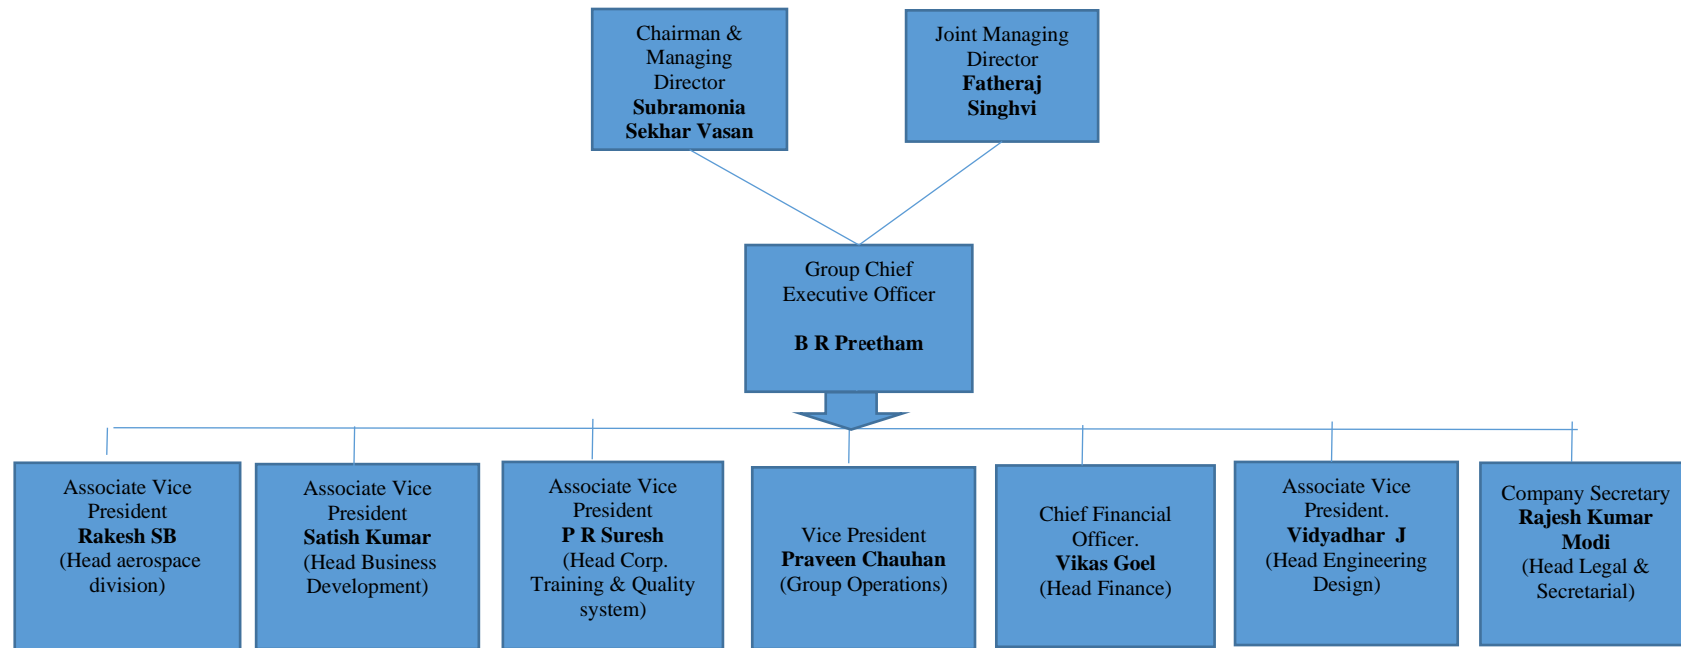 Chairman &
Managing
Director
Subramonia
Sekhar Vasan
Joint Managing
Director
Fatheraj
Singhvi
Group Chief
Executive Officer
B R Preetham
Associate Vice
President
Rakesh SB
(Head aerospace
division)
Associate Vice
President
Satish Kumar
(Head Business
Development)
Associate Vice
President
P R Suresh
(Head Corp.
Training & Quality
system)
Vice President
Praveen Chauhan
(Group Operations)
Chief Financial
Officer.
Vikas Goel
(Head Finance)
Associate Vice
President.
Vidyadhar J
(Head Engineering
Design)
Company Secretary
Rajesh Kumar
Modi
(Head Legal &
Secretarial)